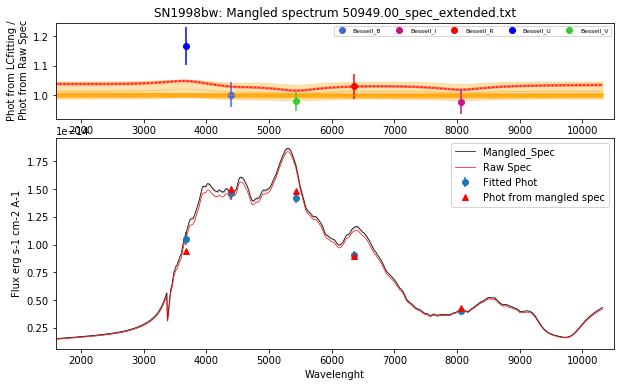 SN1998bw: Mangled spectrum 50949.00_spec_extended.txt
Phot from LCfitting /
Phot from Raw Spec
1.2
1.1
1.0
Bessell_B
Bessell_I
Bessell_R
Bessell_U
Bessell_V
2000 3000 4000 5000 6000 7000 8000 9000 10000
1e−14
Flux erg s-1 cm-2 A-1
1.75
1.50
1.25
1.00
0.75
0.50
0.25
Mangled_Spec
Raw Spec
Fitted Phot
Phot from mangled spec
2000 3000 4000 5000 6000 7000 8000 9000 10000
Wavelenght